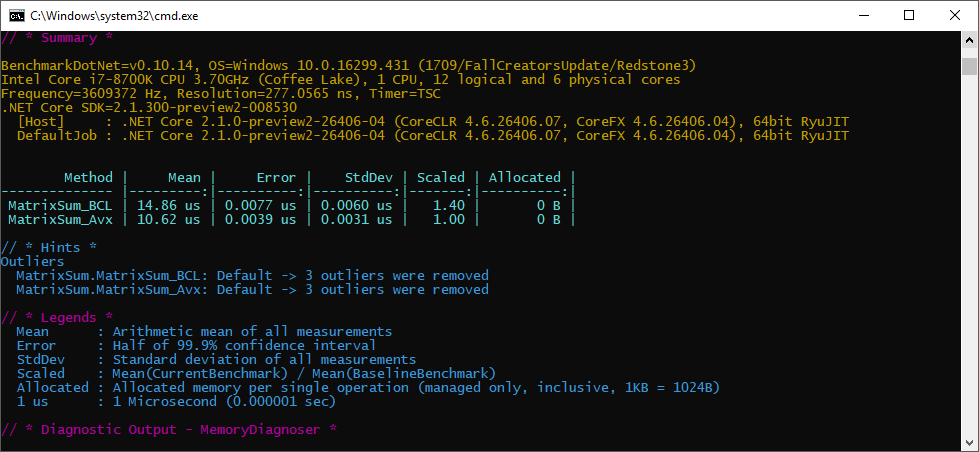 C:\Windows\system32\cmd.exe
// * Summary *
BenchmarkDotNet=v0.10.14, OS=Windows 10.0.16299.431 (1709/FallCreatorsUpdate/Redstone3)
Intel Core i7-8700K CPU 3.70GHz (Coffee Lake), 1 CPU, 12 logical and 6 physical cores
Frequency=3609372 Hz, Resolution=277.0565 ns, Timer=TSC
.NET Core SDK=2.1.300-preview2-008530
  [Host]     : .NET Core 2.1.0-preview2-26406-04 (CoreCLR 4.6.26406.07, CoreFX 4.6.26406.04), 64bit RyuJIT
  DefaultJob : .NET Core 2.1.0-preview2-26406-04 (CoreCLR 4.6.26406.07, CoreFX 4.6.26406.04), 64bit RyuJIT
        Method |     Mean |     Error |    StdDev | Scaled | Allocated |
-------------- |---------:|----------:|----------:|-------:|----------:|
 MatrixSum_BCL | 14.86 us | 0.0077 us | 0.0060 us |   1.40 |       0 B |
 MatrixSum_Avx | 10.62 us | 0.0039 us | 0.0031 us |   1.00 |       0 B |
// * Hints *
Outliers
  MatrixSum.MatrixSum_BCL: Default -> 3 outliers were removed
  MatrixSum.MatrixSum_Avx: Default -> 3 outliers were removed
// * Legends *
  Mean      : Arithmetic mean of all measurements
  Error     : Half of 99.9% confidence interval
  StdDev    : Standard deviation of all measurements
  Scaled    : Mean(CurrentBenchmark) / Mean(BaselineBenchmark)
  Allocated : Allocated memory per single operation (managed only, inclusive, 1KB = 1024B)
  1 us      : 1 Microsecond (0.000001 sec)
// * Diagnostic Output - MemoryDiagnoser *